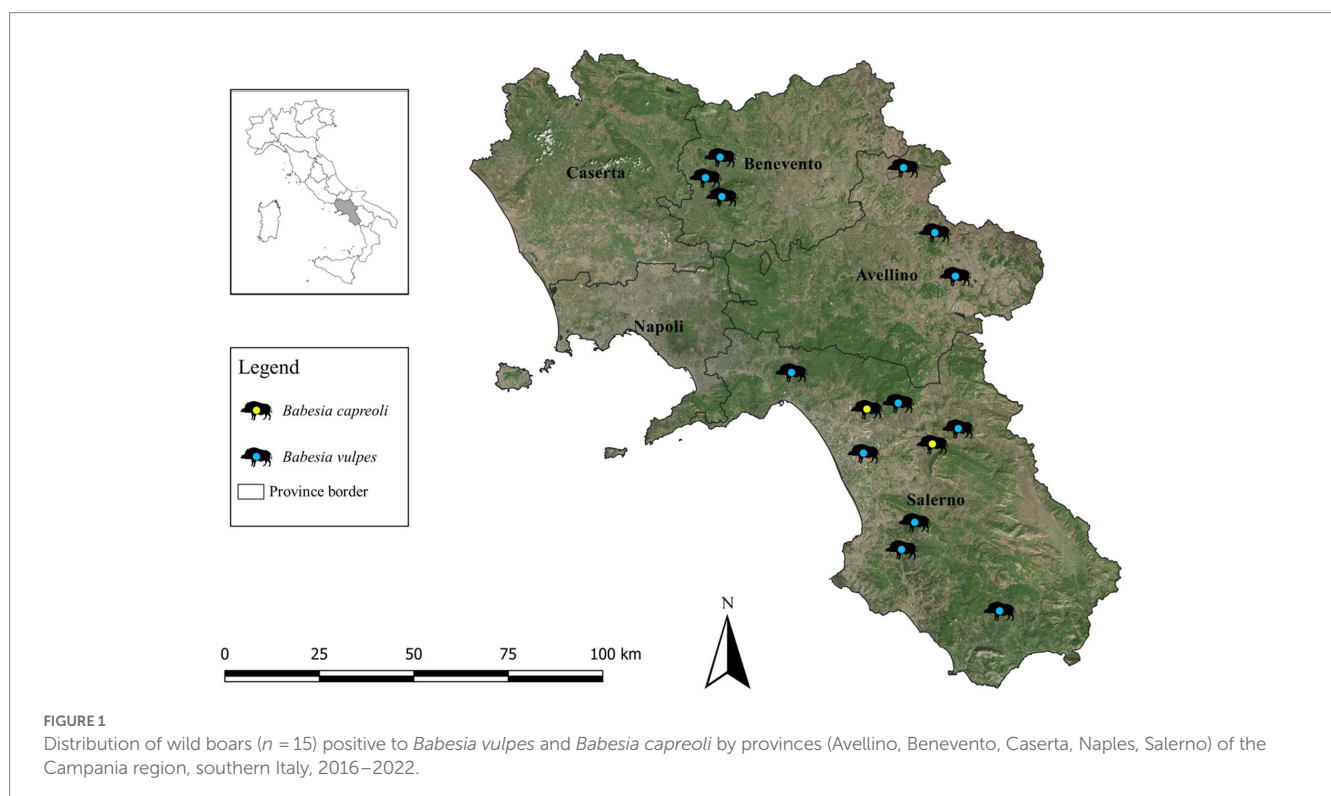 Caserta
Benevento
Avellino
Napoli
Salerno
Legend
Babesia capreoli
Babesia vulpes
Province border
N
0 25 50 75 100 km
FIGURE 1
Distribution of wild boars (n = 15) positive to Babesia vulpes and Babesia capreoli by provinces (Avellino, Benevento, Caserta, Naples, Salerno) of the
Campania region, southern Italy, 2016–2022.